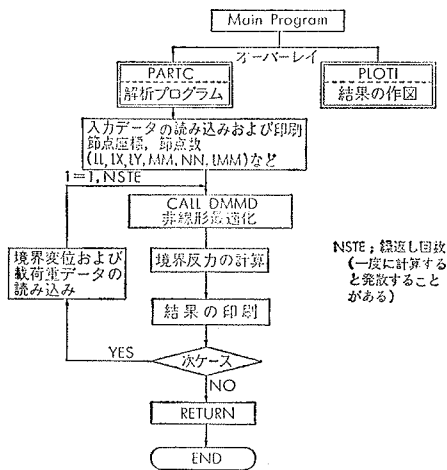 Main Program
オーバーレイ
PARTC
解析プログラム
PLOTI
結果の作図
入力データの読み込みおよび印刷
節点座標, 節点数
(LL, LX, LY, MM, NN, LMM) など
I=1, NSTE
CALL DMMD
非線形最適化
境界変位および
載荷重データの
読み込み
境界反力の計算
NSTE ; 繰返し回数
(一度に計算する
と発散すること
がある)
結果の印刷
YES
次ケース
NO
RETURN
END